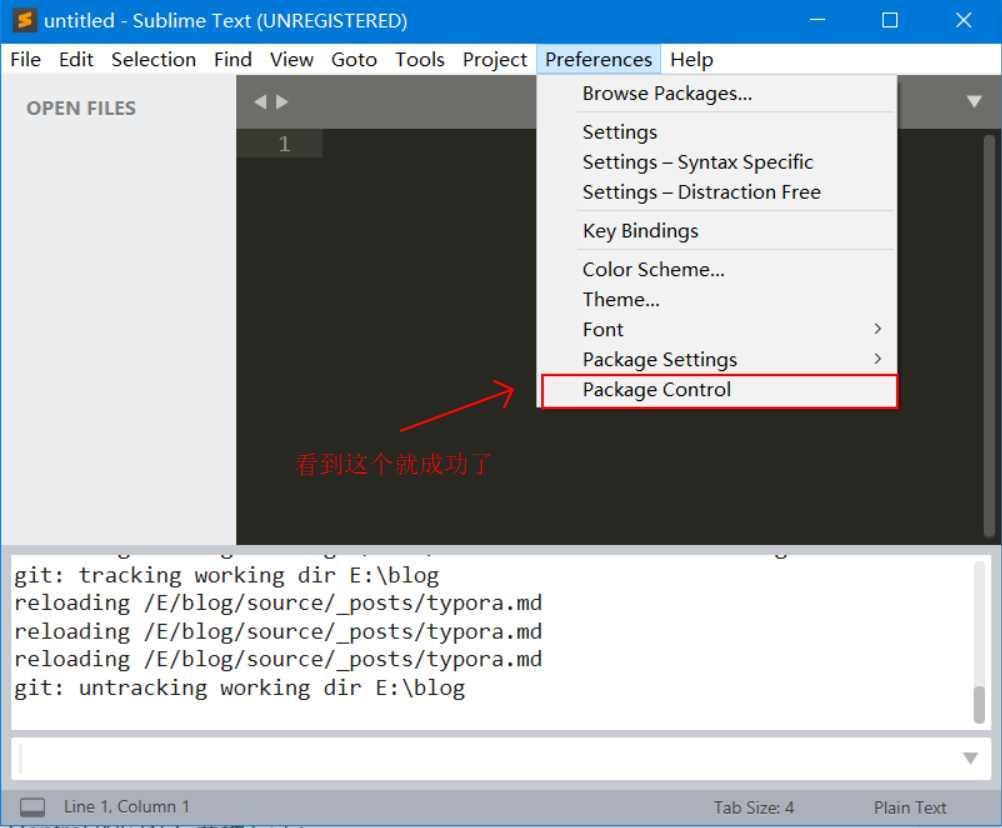 untitled - Sublime Text (UNREGISTERED)
File Edit Selection Find View Goto Tools Project Preferences Help
OPEN FILES
1
Browse Packages...
Settings
Settings – Syntax Specific
Settings – Distraction Free
Key Bindings
Color Scheme...
Theme...
Font
Package Settings
Package Control
看到这个就成功了
git: tracking working dir E:\blog
reloading /E/blog/source/_posts/typora.md
reloading /E/blog/source/_posts/typora.md
reloading /E/blog/source/_posts/typora.md
git: untracking working dir E:\blog
Line 1, Column 1 Tab Size: 4 Plain Text